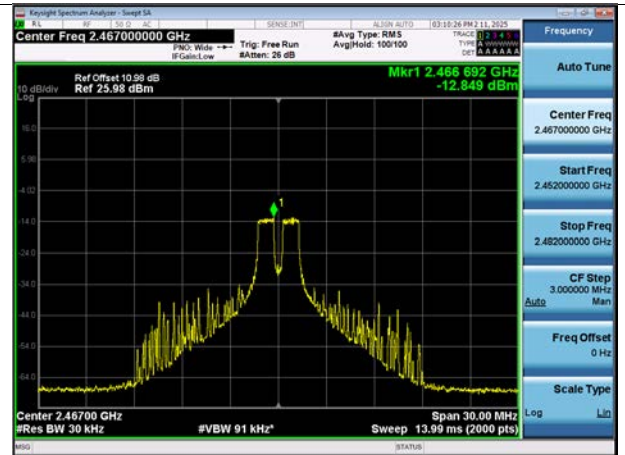 Keysight Spectrum Analyzer - Swept SA
RL RF 50 Ω AC SENSE:INT ALIGN AUTO 03:10:26 PM 2 11, 2025
Center Freq 2.467000000 GHz
PNO: Wide
IFGain:Low
Trig: Free Run
#Atten: 26 dB
#Avg Type: RMS
Avg|Hold: 100/100
TRACE 1 2 3 4 5 6
TYPE A WWWWW
DET A A A A A A
Mkr1 2.466 692 GHz
-12.849 dBm
Ref Offset 10.98 dB
10 dB/div Ref 25.98 dBm
Log
16.0
5.98
-4.02
-14.0
-24.0
-34.0
-44.0
-54.0
-64.0
1
Center 2.46700 GHz Span 30.00 MHz
#Res BW 30 kHz #VBW 91 kHz* Sweep 13.99 ms (2000 pts)
MSG STATUS
Frequency
Auto Tune
Center Freq
2.467000000 GHz
Start Freq
2.452000000 GHz
Stop Freq
2.482000000 GHz
CF Step
3.000000 MHz
Auto Man
Freq Offset
0 Hz
Scale Type
Log Lin